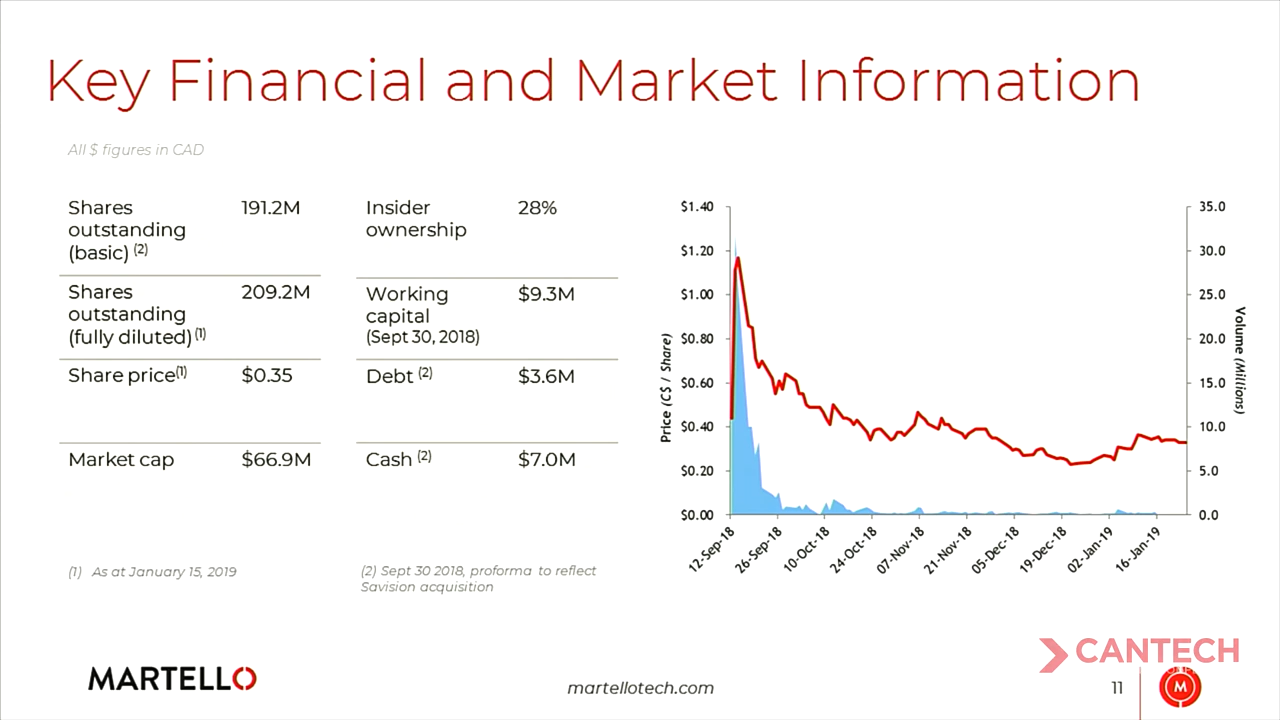 Key Financial and Market Information
All $ figures in CAD
Shares
outstanding
(basic) (2)
191.2M
Shares
outstanding
(fully diluted) (1)
209.2M
Share price(1)
$0.35
Market cap
$66.9M
Insider
ownership
28%
Working
capital
(Sept 30, 2018)
$9.3M
Debt (2)
$3.6M
Cash (2)
$7.0M
(1) As at January 15, 2019
(2) Sept 30 2018, proforma to reflect
Savision acquisition
Price (C$ / Share)
$1.40
$1.20
$1.00
$0.80
$0.60
$0.40
$0.20
$0.00
35.0
30.0
25.0
20.0
15.0
10.0
5.0
0.0
Volume (Millions)
12-Sep-18
26-Sep-18
10-Oct-18
24-Oct-18
07-Nov-18
21-Nov-18
05-Dec-18
19-Dec-18
02-Jan-19
16-Jan-19
CANTECH
MARTELLO
martellotech.com
11
M